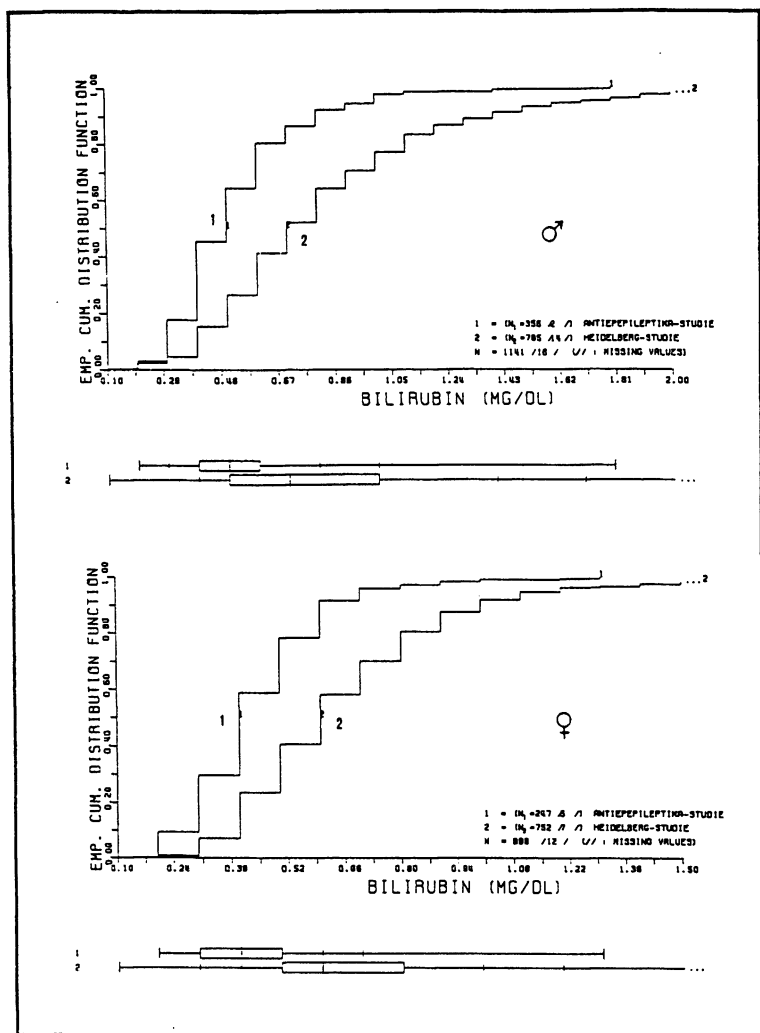 EMP. CUM. DISTRIBUTION FUNCTION
0.00 0.20 0.40 0.60 0.80 1.00
...2
1
2
♂
1 = (N₁=356 /2 /) ANTIEPILEPTIKA-STUDIE
2 = (N₂=785 /14 /) HEIDELBERG-STUDIE
N = 1141 /16 / (// : MISSING VALUES)
0.10 0.29 0.48 0.67 0.86 1.05 1.24 1.43 1.62 1.81 2.00
BILIRUBIN (MG/DL)
1
2 ...
EMP. CUM. DISTRIBUTION FUNCTION
0.00 0.20 0.40 0.60 0.80 1.00
...2
1
2
♀
1 = (N₁=247 /5 /) ANTIEPILEPTIKA-STUDIE
2 = (N₂=752 /7 /) HEIDELBERG-STUDIE
N = /12 / (// : MISSING VALUES)
0.10 0.24 0.38 0.52 0.66 0.80 0.94 1.08 1.22 1.36 1.50
BILIRUBIN (MG/DL)
1
2 ...